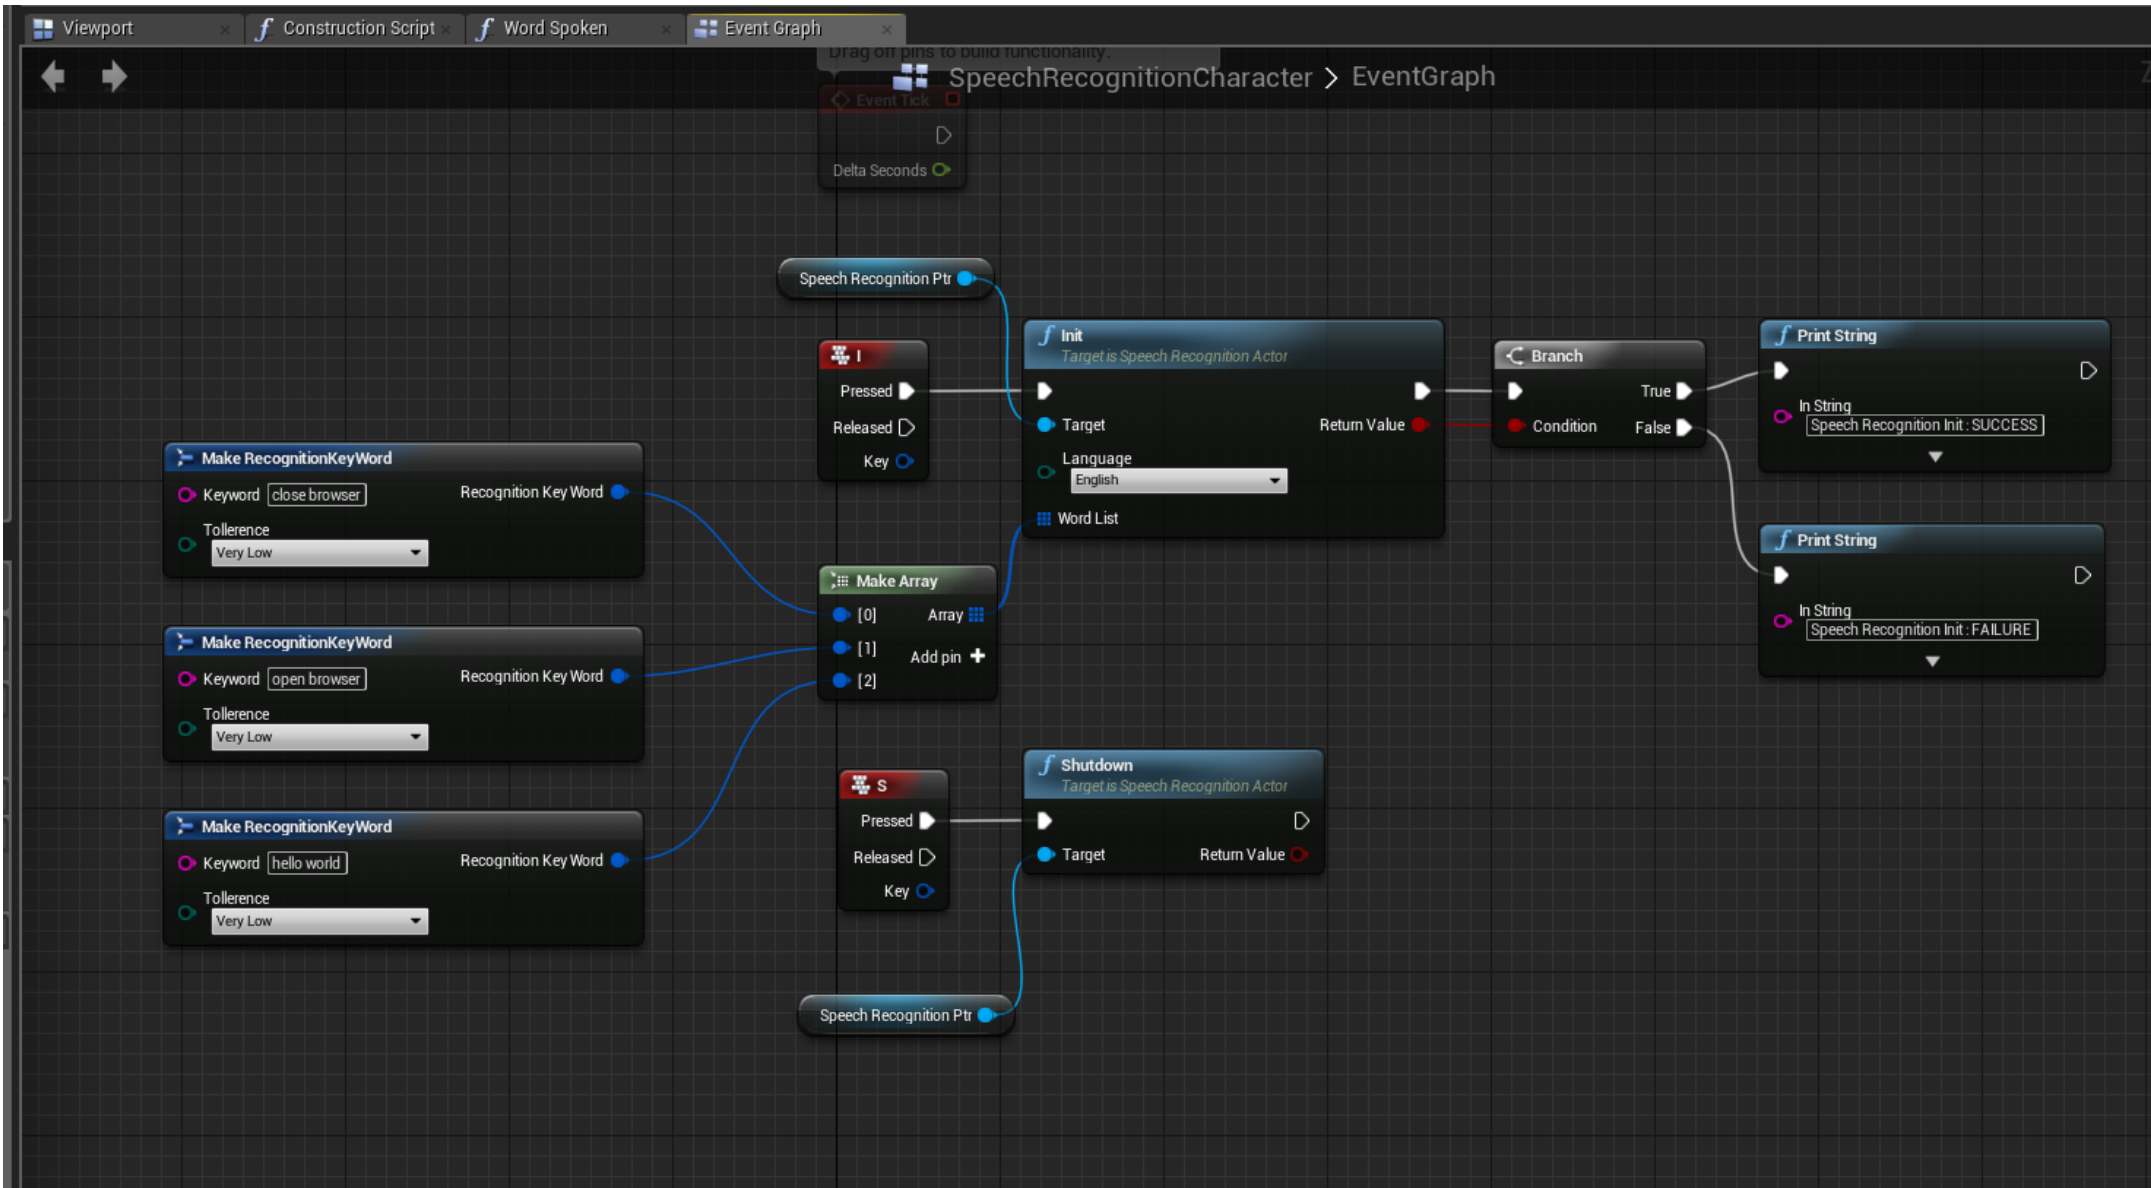 Viewport
Construction Script
Word Spoken
Event Graph
Drag off pins to build functionality.
SpeechRecognitionCharacter > EventGraph
Event Tick
Delta Seconds
Speech Recognition Ptr
I
Pressed
Released
Key
Init
Target is Speech Recognition Actor
Target
Return Value
Language
English
Word List
Branch
True
Condition
False
Print String
In String
Speech Recognition Init : SUCCESS
Print String
In String
Speech Recognition Init : FAILURE
Make RecognitionKeyWord
Keyword close browser
Recognition Key Word
Tollerence
Very Low
Make RecognitionKeyWord
Keyword open browser
Recognition Key Word
Tollerence
Very Low
Make RecognitionKeyWord
Keyword hello world
Recognition Key Word
Tollerence
Very Low
Make Array
[0]
Array
[1]
Add pin +
[2]
S
Pressed
Released
Key
Shutdown
Target is Speech Recognition Actor
Target
Return Value
Speech Recognition Ptr